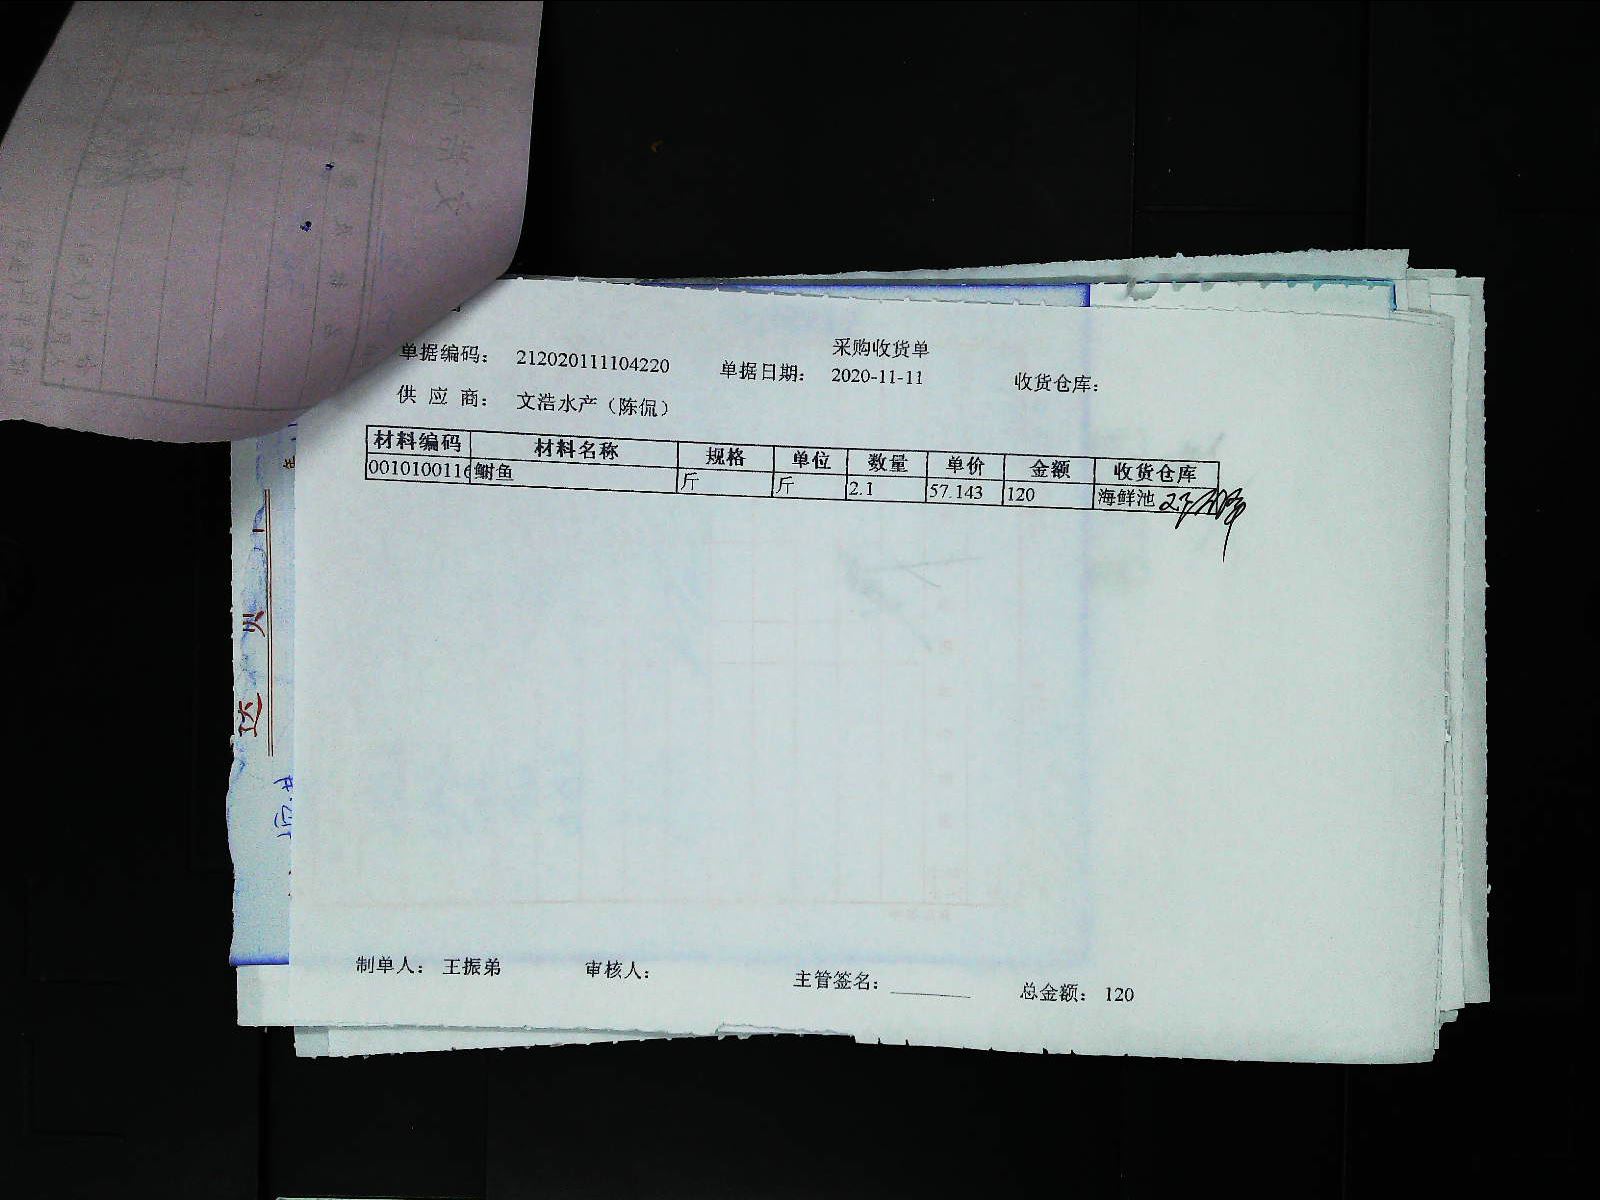 采购收货单
单据编码： 212020111104220 单据日期： 2020-11-11 收货仓库：
供 应 商： 文浩水产（陈侃）
材料编码 材料名称 规格 单位 数量 单价 金额 收货仓库
0010100116 鲥鱼 斤 斤 2.1 57.143 120 海鲜池
制单人： 王振弟 审核人： 主管签名： 总金额： 120